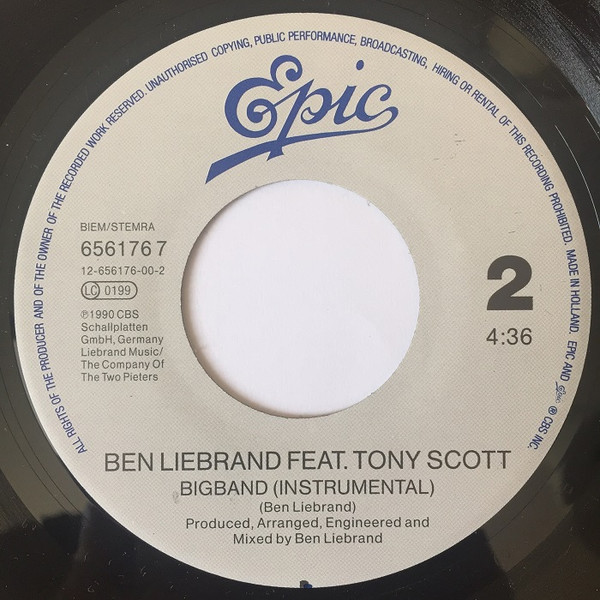 ALL RIGHTS OF THE PRODUCER AND OF THE OWNER OF THE RECORDED WORK RESERVED. UNAUTHORISED COPYING, PUBLIC PERFORMANCE, BROADCASTING, HIRING OR RENTAL OF THIS RECORDING PROHIBITED. MADE IN HOLLAND. EPIC AND Epic ® CBS INC.
Epic
BIEM/STEMRA
656176 7
12-656176-00-2
LC 0199
℗ 1990 CBS
Schallplatten
GmbH, Germany
Liebrand Music/
The Company Of
The Two Pieters
2
4:36
BEN LIEBRAND FEAT. TONY SCOTT
BIGBAND (INSTRUMENTAL)
(Ben Liebrand)
Produced, Arranged, Engineered and
Mixed by Ben Liebrand